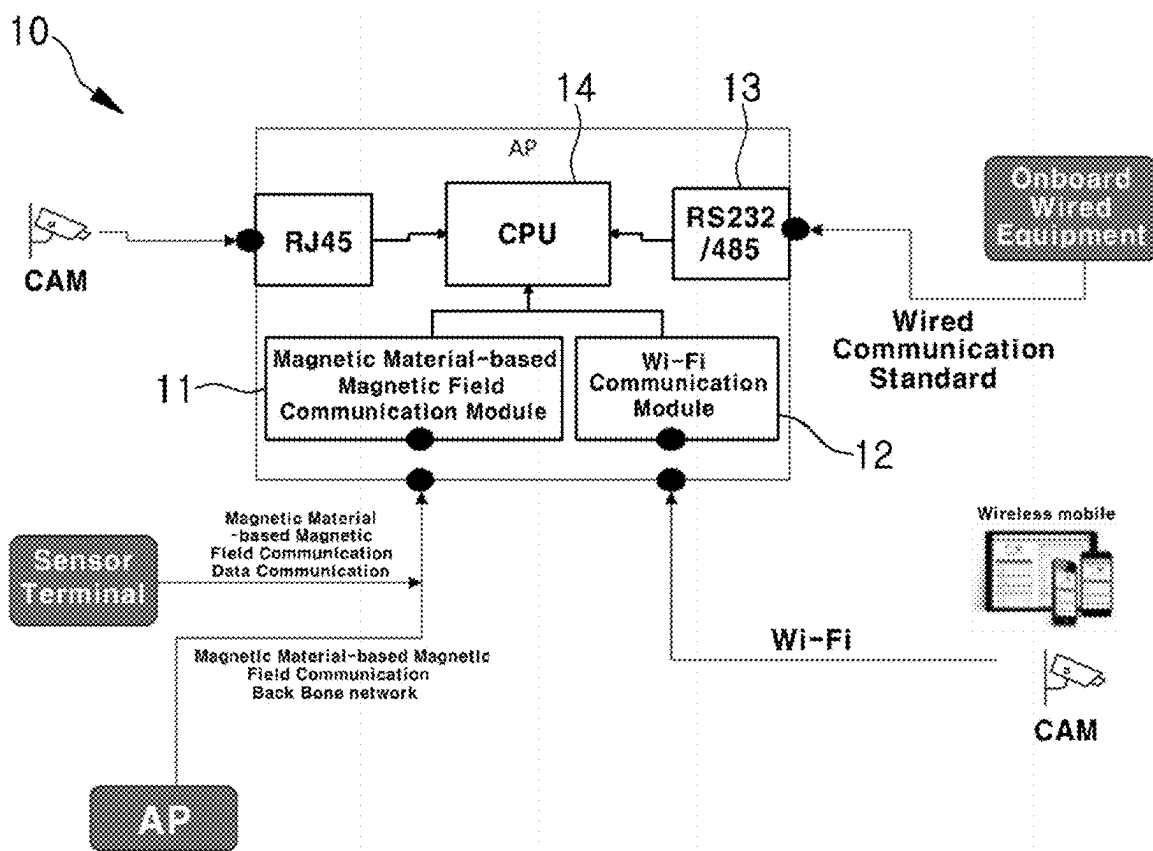 10
14
13
AP
RJ45
CPU
RS232
/485
Onboard
Wired
Equipment
CAM
Wired
Communication
Standard
11
Magnetic Material-based
Magnetic Field
Communication Module
Wi-Fi
Communication
Module
12
Magnetic Material
-based Magnetic
Field Communication
Data Communication
Sensor
Terminal
Wireless mobile
Magnetic Material-based Magnetic
Field Communication
Back Bone network
Wi-Fi
CAM
AP